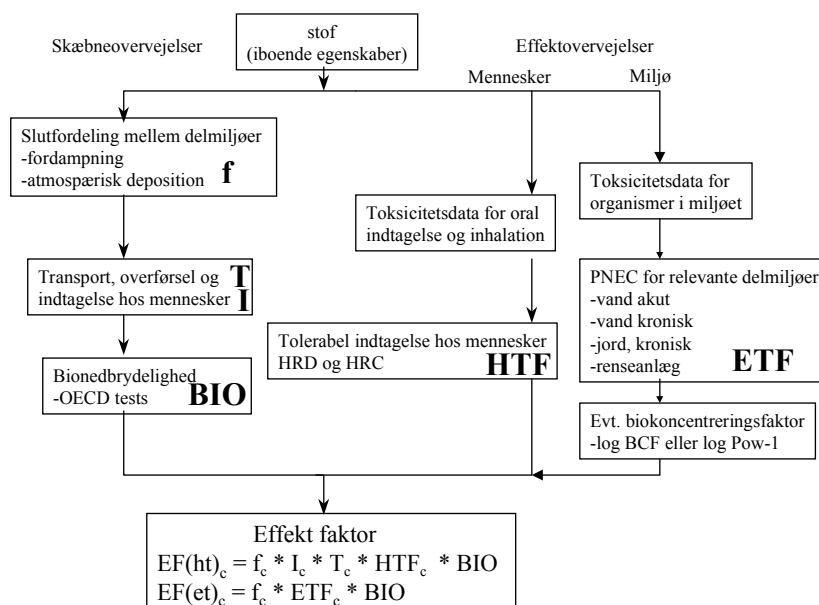 stof
(iboende egenskaber)
Skæbneovervejelser
Effektovervejelser
Mennesker
Miljø
Slutfordeling mellem delmiljøer
-fordampning
-atmospærisk deposition f
Transport, overførsel og T
indtagelse hos mennesker I
Bionedbrydelighed
-OECD tests BIO
Toksicitetsdata for oral
indtagelse og inhalation
Tolerabel indtagelse hos mennesker
HRD og HRC HTF
Toksicitetsdata for
organismer i miljøet
PNEC for relevante delmiljøer
-vand akut
-vand kronisk
-jord, kronisk
-renseanlæg ETF
Evt. biokoncentreringsfaktor
-log BCF eller log Pow-1
Effekt faktor
EF(ht)c = fc * Ic * Tc * HTFc * BIO
EF(et)c = fc * ETFc * BIO